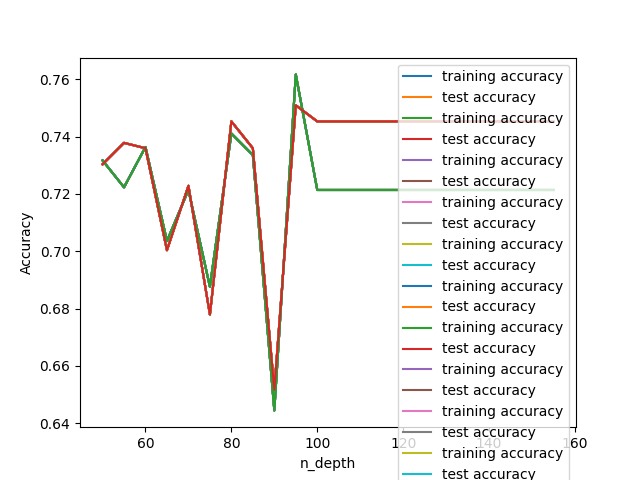 0.76
0.74
0.72
0.70
0.68
0.66
0.64
Accuracy
60
80
100
120
140
160
n_depth
training accuracy
test accuracy
training accuracy
test accuracy
training accuracy
test accuracy
training accuracy
test accuracy
training accuracy
test accuracy
training accuracy
test accuracy
training accuracy
test accuracy
training accuracy
test accuracy
training accuracy
test accuracy
training accuracy
test accuracy